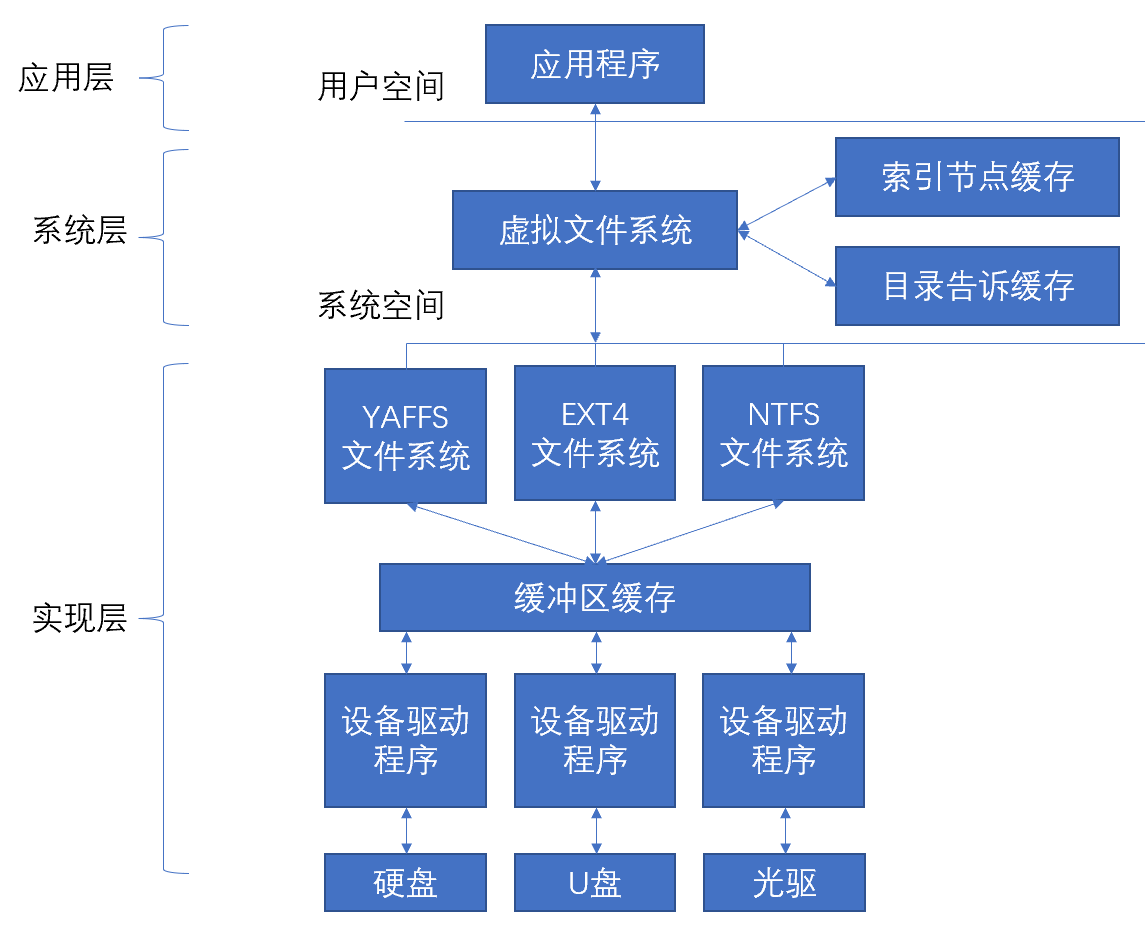 应用层
用户空间
应用程序
系统层
虚拟文件系统
索引节点缓存
目录告诉缓存
系统空间
实现层
YAFFS
文件系统
EXT4
文件系统
NTFS
文件系统
缓冲区缓存
设备驱动
程序
设备驱动
程序
设备驱动
程序
硬盘
U盘
光驱